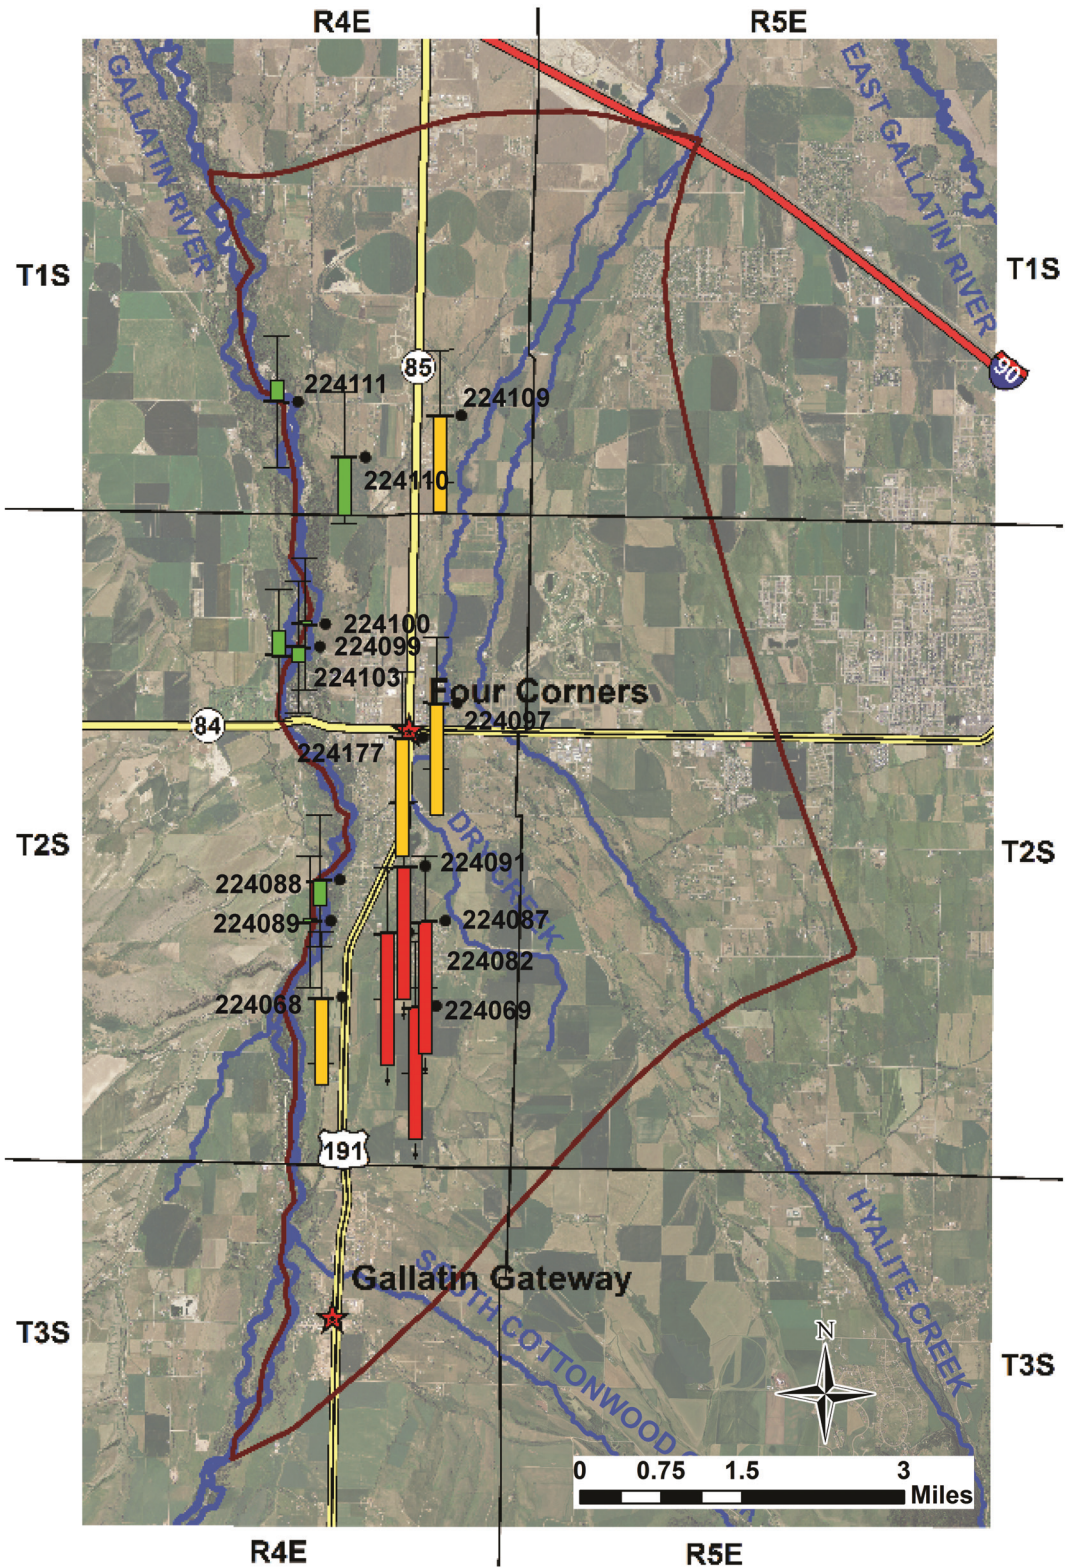 R4E
R5E
GALLATIN RIVER
EAST GALLATIN RIVER
T1S
T1S
85
90
224111
224109
224110
224100
224099
224103
Four Corners
224097
84
224177
DRY CREEK
T2S
T2S
224091
224088
224089
224087
224082
224068
224069
191
HYALITE CREEK
Gallatin Gateway
SOUTH COTTONWOOD
T3S
T3S
N
0 0.75 1.5 3
Miles
R4E
R5E